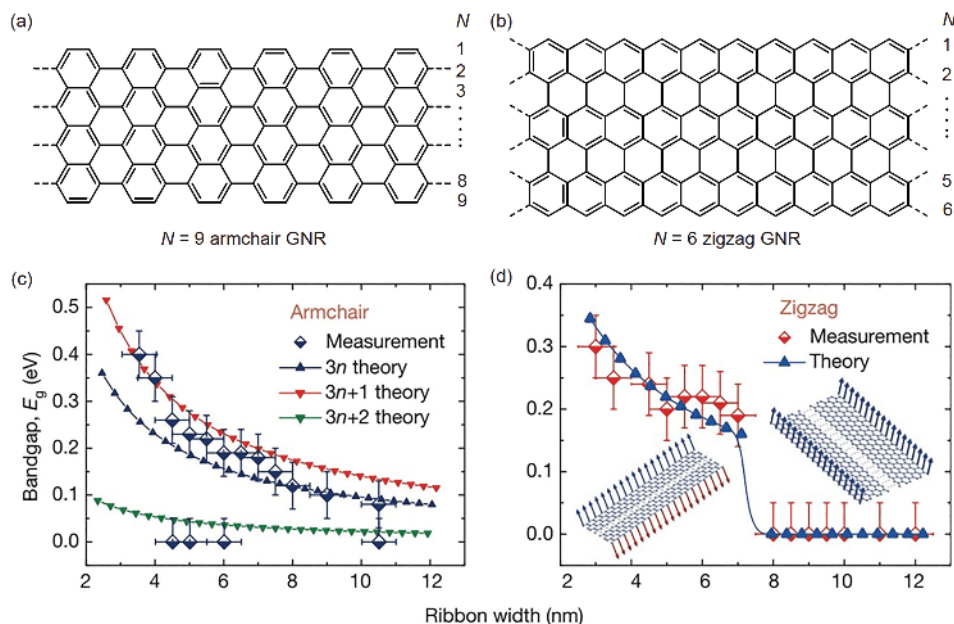 (a)
N
1
2
3
8
9
N = 9 armchair GNR
(b)
N
1
2
5
6
N = 6 zigzag GNR
(c)
Bandgap, Eg (eV)
0.5
0.4
0.3
0.2
0.1
0.0
Armchair
Measurement
3n theory
3n+1 theory
3n+2 theory
2 4 6 8 10 12
(d)
0.4
0.3
0.2
0.1
0.0
Zigzag
Measurement
Theory
2 4 6 8 10 12
Ribbon width (nm)